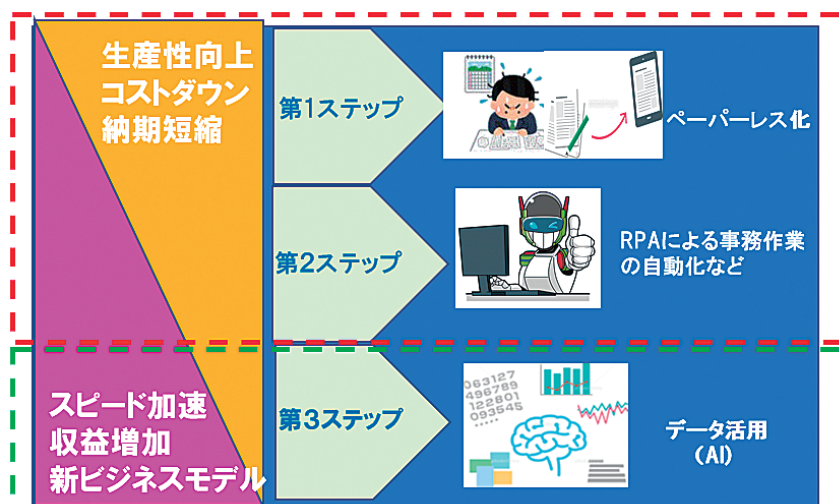 生産性向上
コストダウン
納期短縮
第1ステップ
ペーパーレス化
第2ステップ
RPAによる事務作業
の自動化など
スピード加速
収益増加
新ビジネスモデル
第3ステップ
063127
496789
122801
093545
データ活用
(AI)